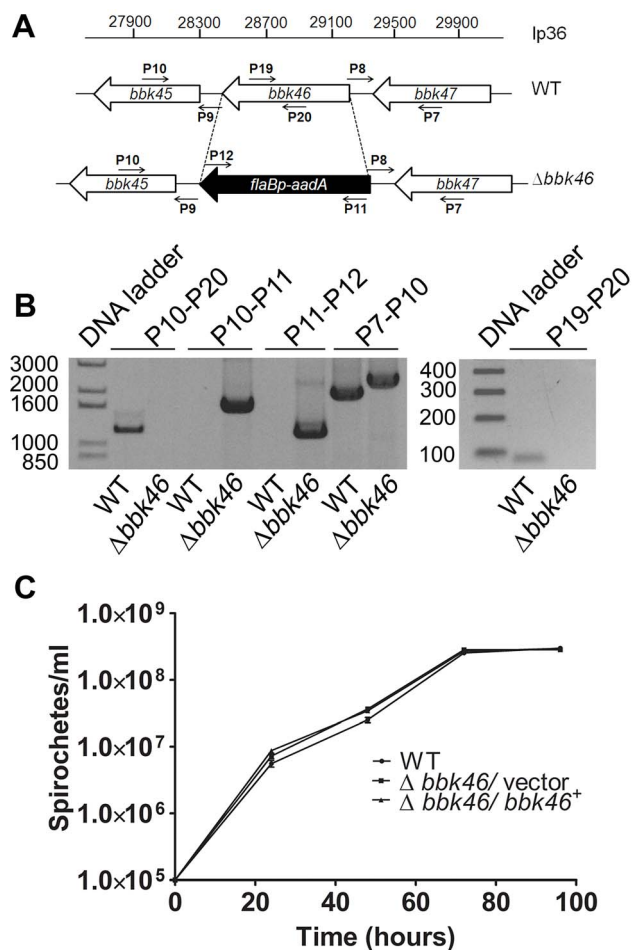 A
27900 28300 28700 29100 29500 29900 lp36
P10 P19 P8
bbk45 bbk46 bbk47 WT
P9 P20 P7
P10 P12 P8
bbk45 flaBp-aadA bbk47 Δbbk46
P9 P11 P7
B
DNA ladder P10-P20 P10-P11 P11-P12 P7-P10 DNA ladder P19-P20
3000
2000
1600
1000
850
400
300
200
100
WT Δbbk46 WT Δbbk46 WT Δbbk46 WT Δbbk46 WT Δbbk46
C
Spirochetes/ml
1.0×10⁹
1.0×10⁸
1.0×10⁷
1.0×10⁶
1.0×10⁵
WT
Δ bbk46/ vector
Δ bbk46/ bbk46⁺
0 20 40 60 80 100
Time (hours)